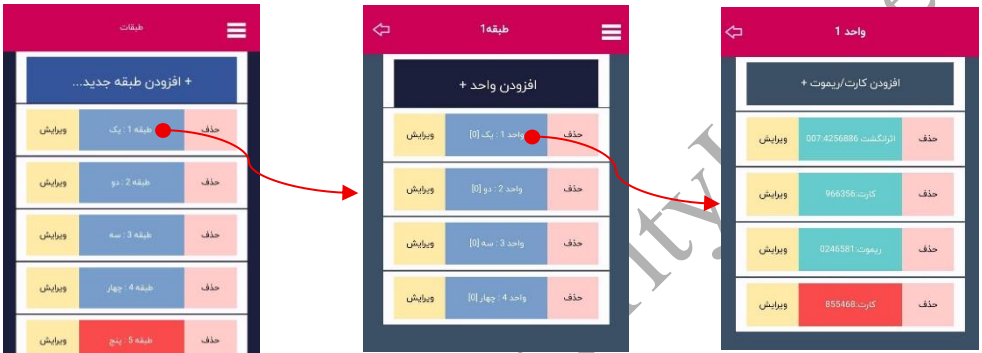 طبقات
+ افزودن طبقه جدید...
حذف طبقه 1 : یک ویرایش
حذف طبقه 2 : دو ویرایش
حذف طبقه 3 : سه ویرایش
حذف طبقه 4 : چهار ویرایش
حذف طبقه 5 : پنج ویرایش
طبقه1
افزودن واحد +
حذف واحد 1 : یک [0] ویرایش
حذف واحد 2 : دو [0] ویرایش
حذف واحد 3 : سه [0] ویرایش
حذف واحد 4 : چهار [0] ویرایش
واحد 1
افزودن کارت/ریموت +
حذف اثرانگشت 007:4256886 ویرایش
حذف کارت:966356 ویرایش
حذف ریموت:0246581 ویرایش
حذف کارت:855468 ویرایش